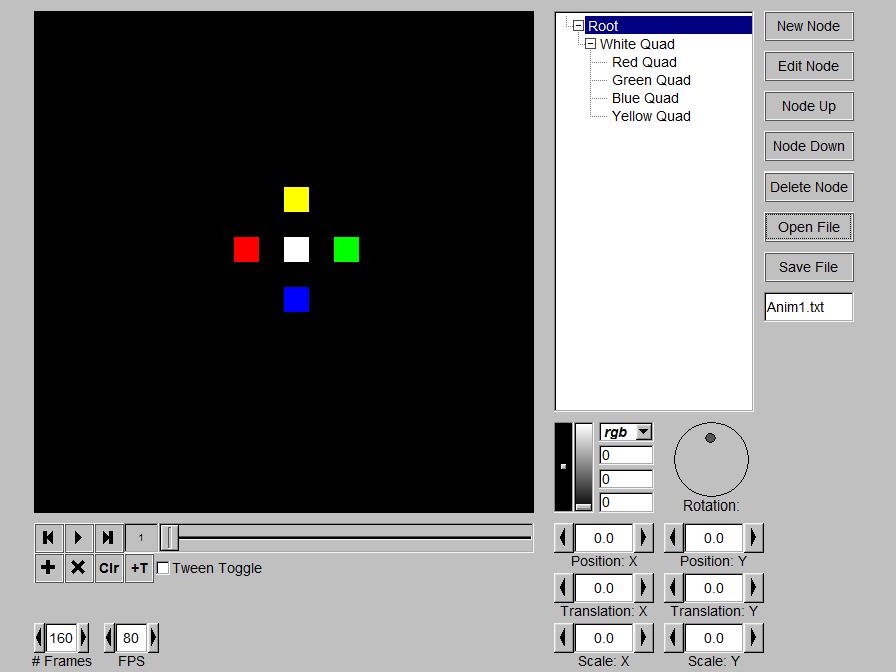 Root
White Quad
Red Quad
Green Quad
Blue Quad
Yellow Quad
New Node
Edit Node
Node Up
Node Down
Delete Node
Open File
Save File
Anim1.txt
rgb
0
0
0
Rotation:
1
Clr
+T
Tween Toggle
0.0
0.0
Position: X
Position: Y
0.0
0.0
Translation: X
Translation: Y
160
80
0.0
0.0
# Frames
FPS
Scale: X
Scale: Y